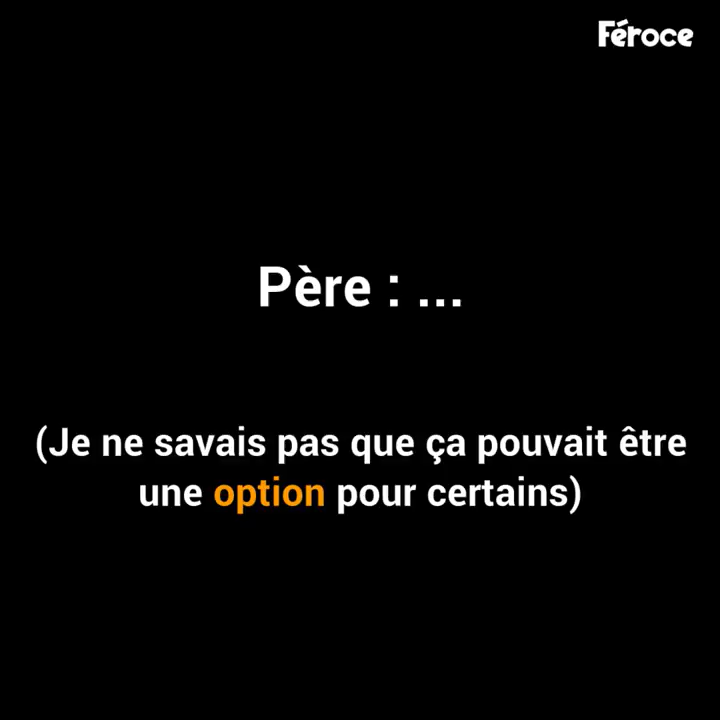 Féroce
Père : ...
(Je ne savais pas que ça pouvait être
une option pour certains)